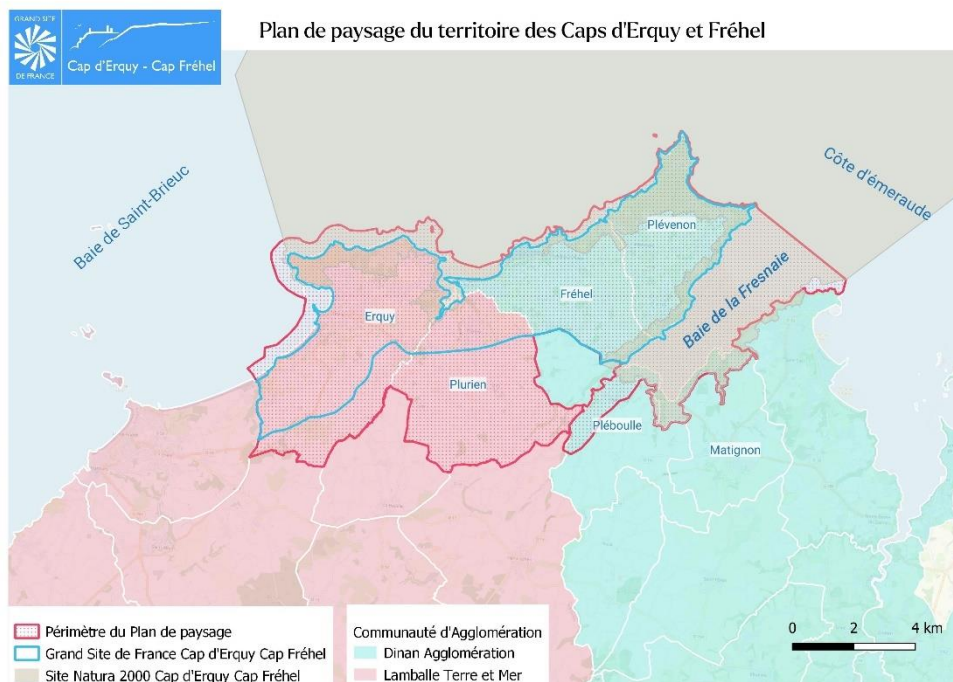 GRAND SITE
DE FRANCE
Cap d'Erquy - Cap Fréhel
Plan de paysage du territoire des Caps d'Erquy et Fréhel
Côte d'émeraude
Baie de Saint-Brieuc
Plévenon
Fréhel
Baie de la Fresnaie
Erquy
Plurien
Pléboulle
Matignon
Périmètre du Plan de paysage
Grand Site de France Cap d'Erquy Cap Fréhel
Site Natura 2000 Cap d'Erquy Cap Fréhel
Communauté d'Agglomération
Dinan Agglomération
Lamballe Terre et Mer
0 2 4 km